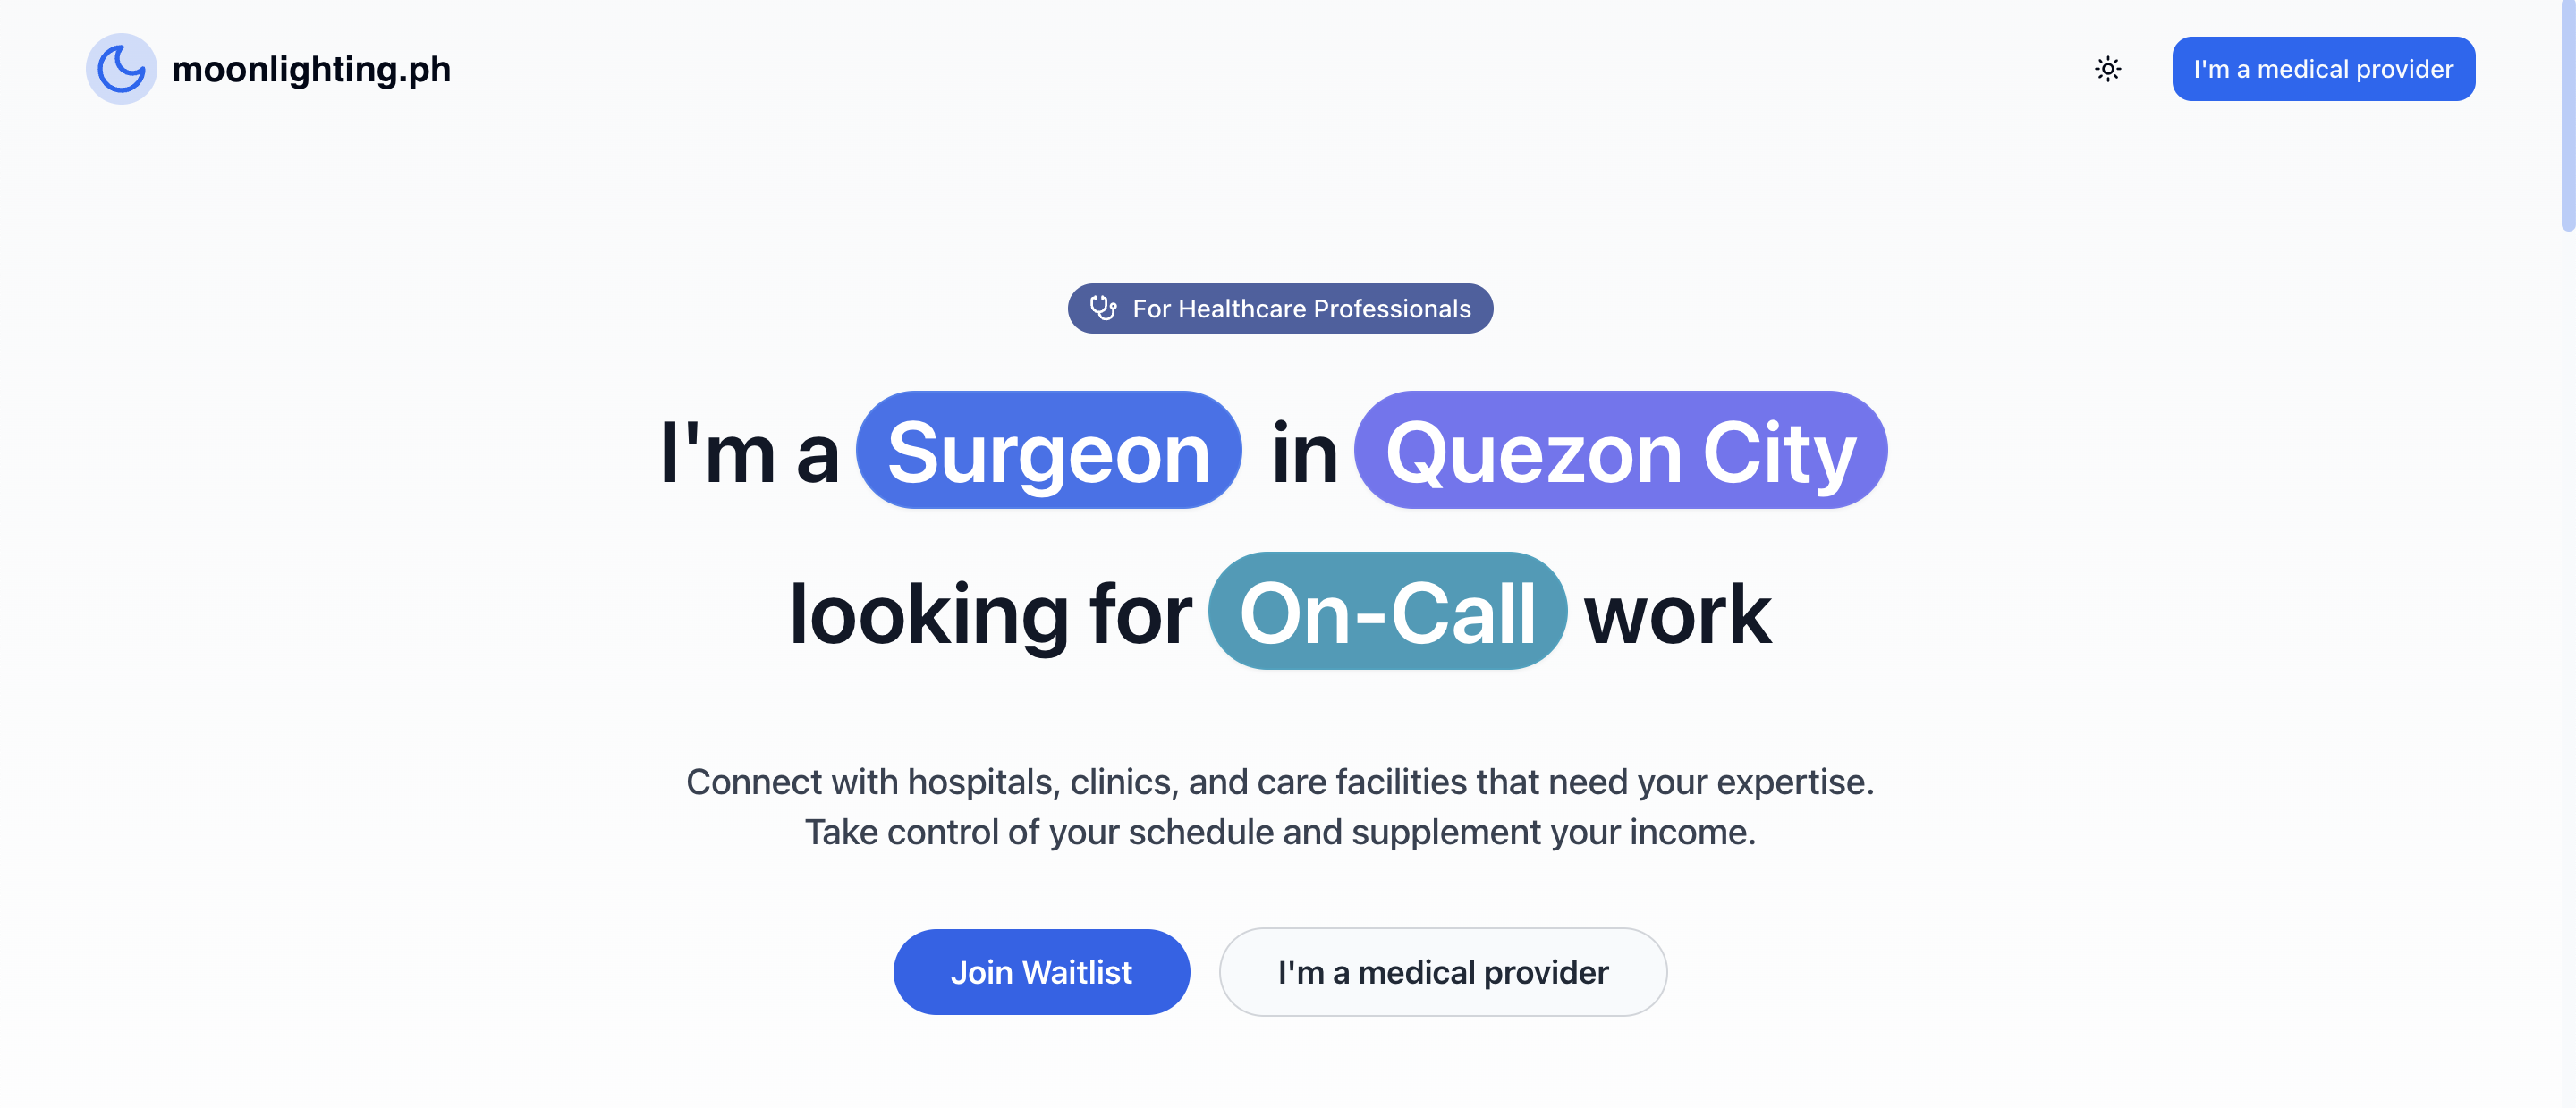 moonlighting.ph
I'm a medical provider
For Healthcare Professionals
I'm a Surgeon in Quezon City
looking for On-Call work
Connect with hospitals, clinics, and care facilities that need your expertise.
Take control of your schedule and supplement your income.
Join Waitlist
I'm a medical provider